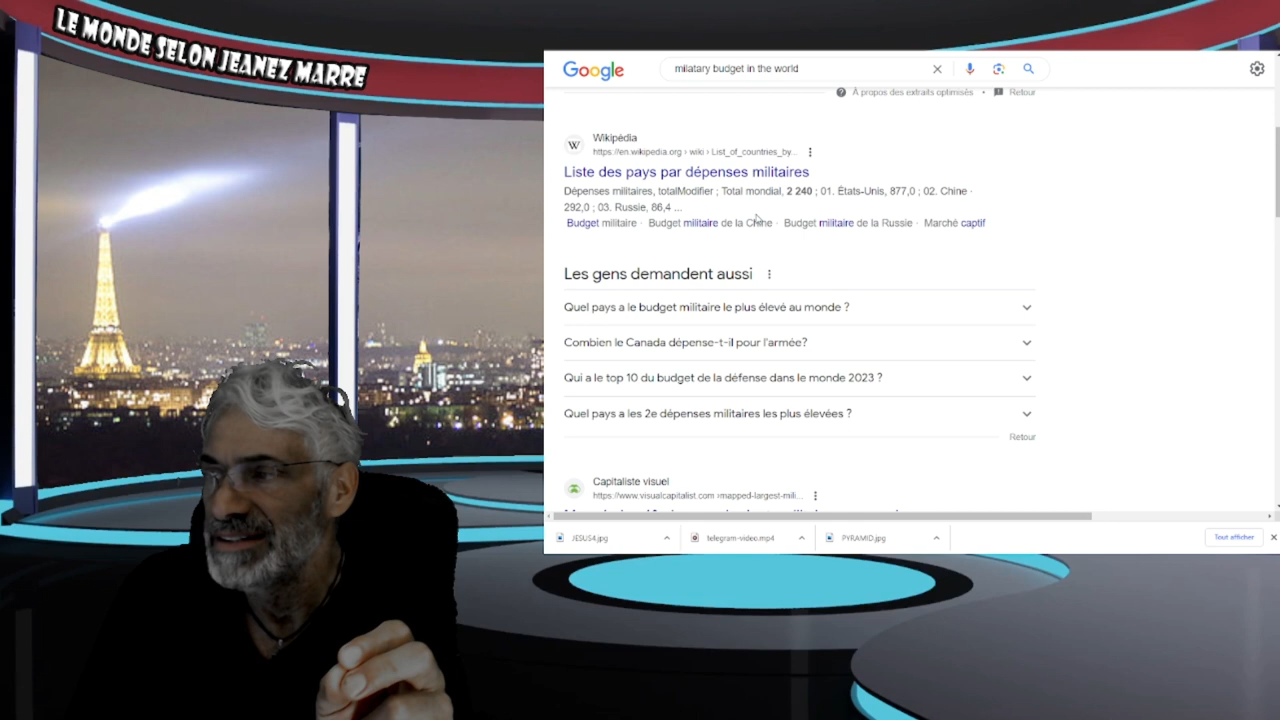 LE MONDE SELON JEANEZ MARRE
Google
milatary budget in the world
À propos des extraits optimisés • Retour
W
Wikipédia
https://en.wikipedia.org › wiki › List_of_countries_by...
Liste des pays par dépenses militaires
Dépenses militaires, totalModifier ; Total mondial, 2 240 ; 01. États-Unis, 877,0 ; 02. Chine ·
292,0 ; 03. Russie, 86,4 ...
Budget militaire · Budget militaire de la Chine · Budget militaire de la Russie · Marché captif
Les gens demandent aussi
Quel pays a le budget militaire le plus élevé au monde ?
Combien le Canada dépense-t-il pour l'armée?
Qui a le top 10 du budget de la défense dans le monde 2023 ?
Quel pays a les 2e dépenses militaires les plus élevées ?
Retour
Capitaliste visuel
https://www.visualcapitalist.com ›mapped-largest-mili...
JESUS4.jpg
telegram-video.mp4
PYRAMID.jpg
Tout afficher